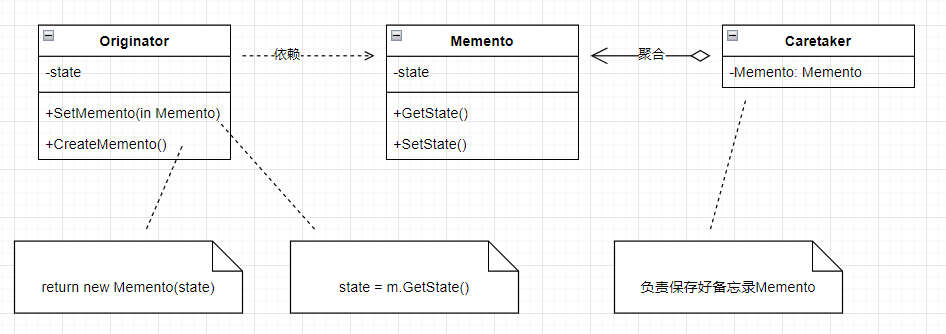 Originator
-state
+SetMemento(in Memento)
+CreateMemento()
依赖
Memento
-state
+GetState()
+SetState()
聚合
Caretaker
-Memento: Memento
return new Memento(state)
state = m.GetState()
负责保存好备忘录Memento